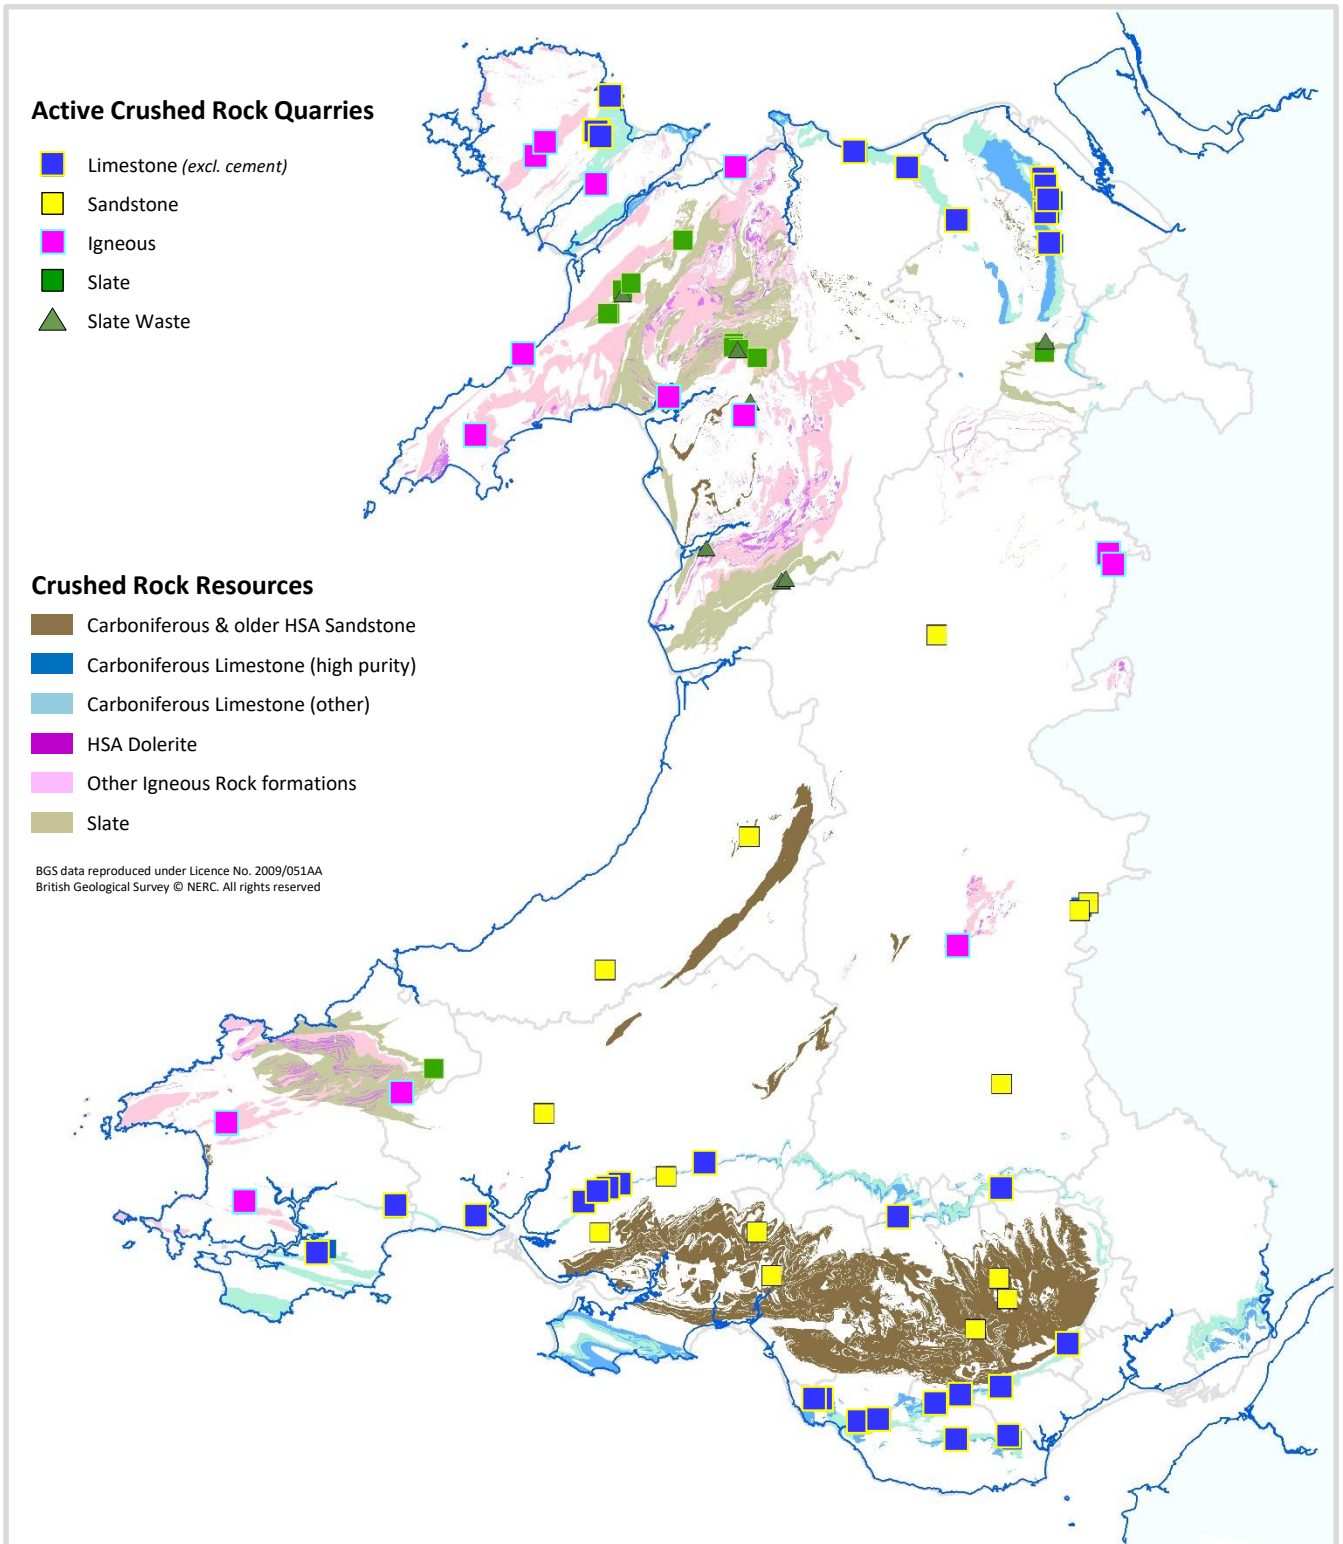 Active Crushed Rock Quarries
Limestone (excl. cement)
Sandstone
Igneous
Slate
Slate Waste
Crushed Rock Resources
Carboniferous & older HSA Sandstone
Carboniferous Limestone (high purity)
Carboniferous Limestone (other)
HSA Dolerite
Other Igneous Rock formations
Slate
BGS data reproduced under Licence No. 2009/051AA
British Geological Survey © NERC. All rights reserved